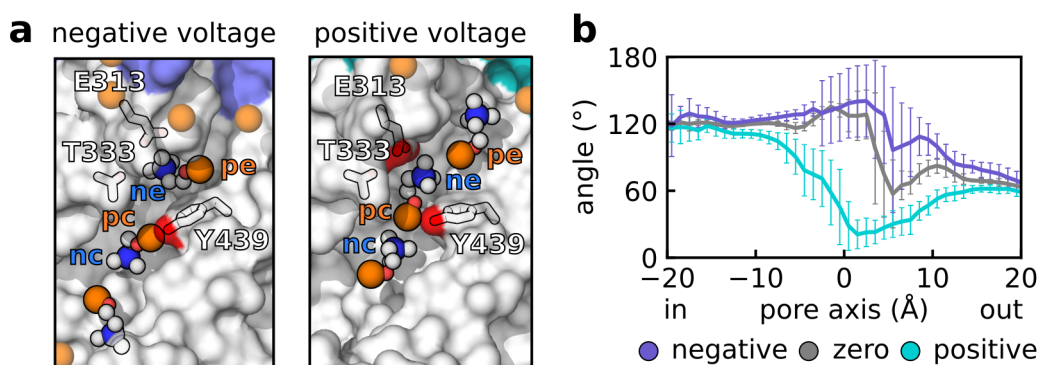 a
negative voltage
positive voltage
E313
T333
ne
pe
pc
nc
Y439
E313
T333
pe
ne
pc
nc
Y439
b
180
120
60
0
angle (°)
−20 −10 0 10 20
in pore axis (Å) out
negative zero positive